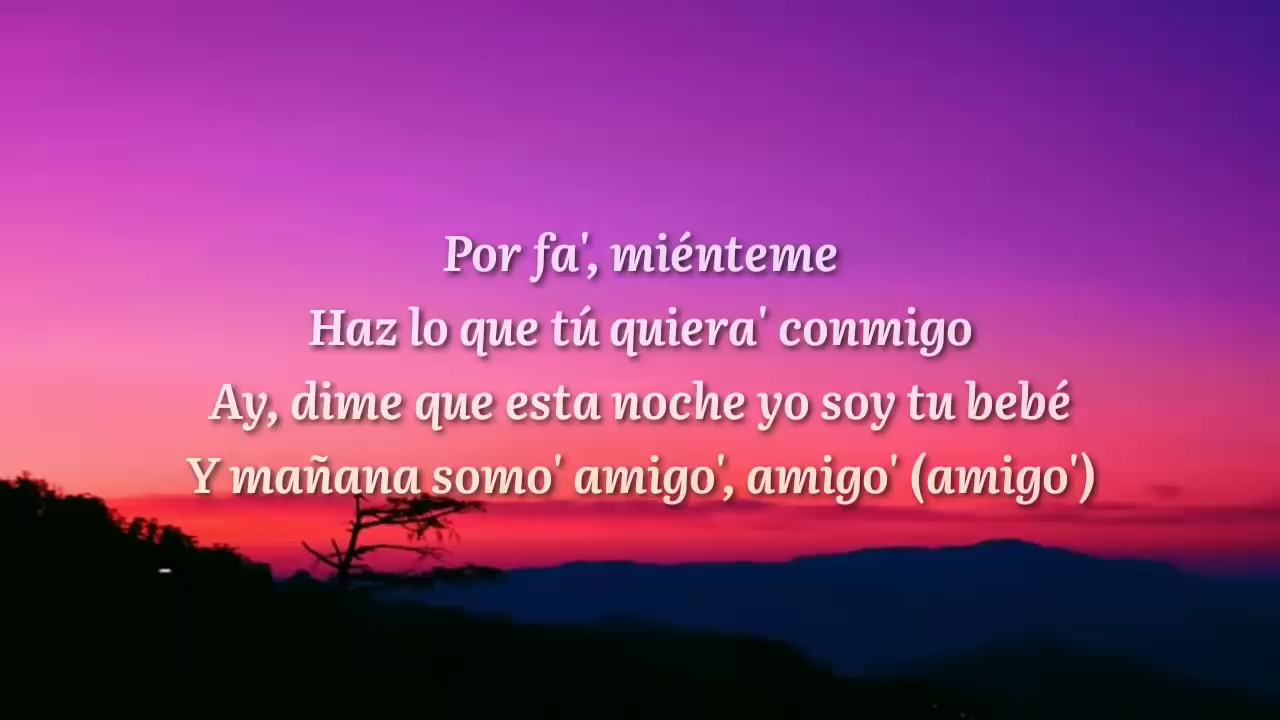 Por fa', miénteme
Haz lo que tú quiera' conmigo
Ay, dime que esta noche yo soy tu bebé
Y mañana somo' amigo', amigo' (amigo')